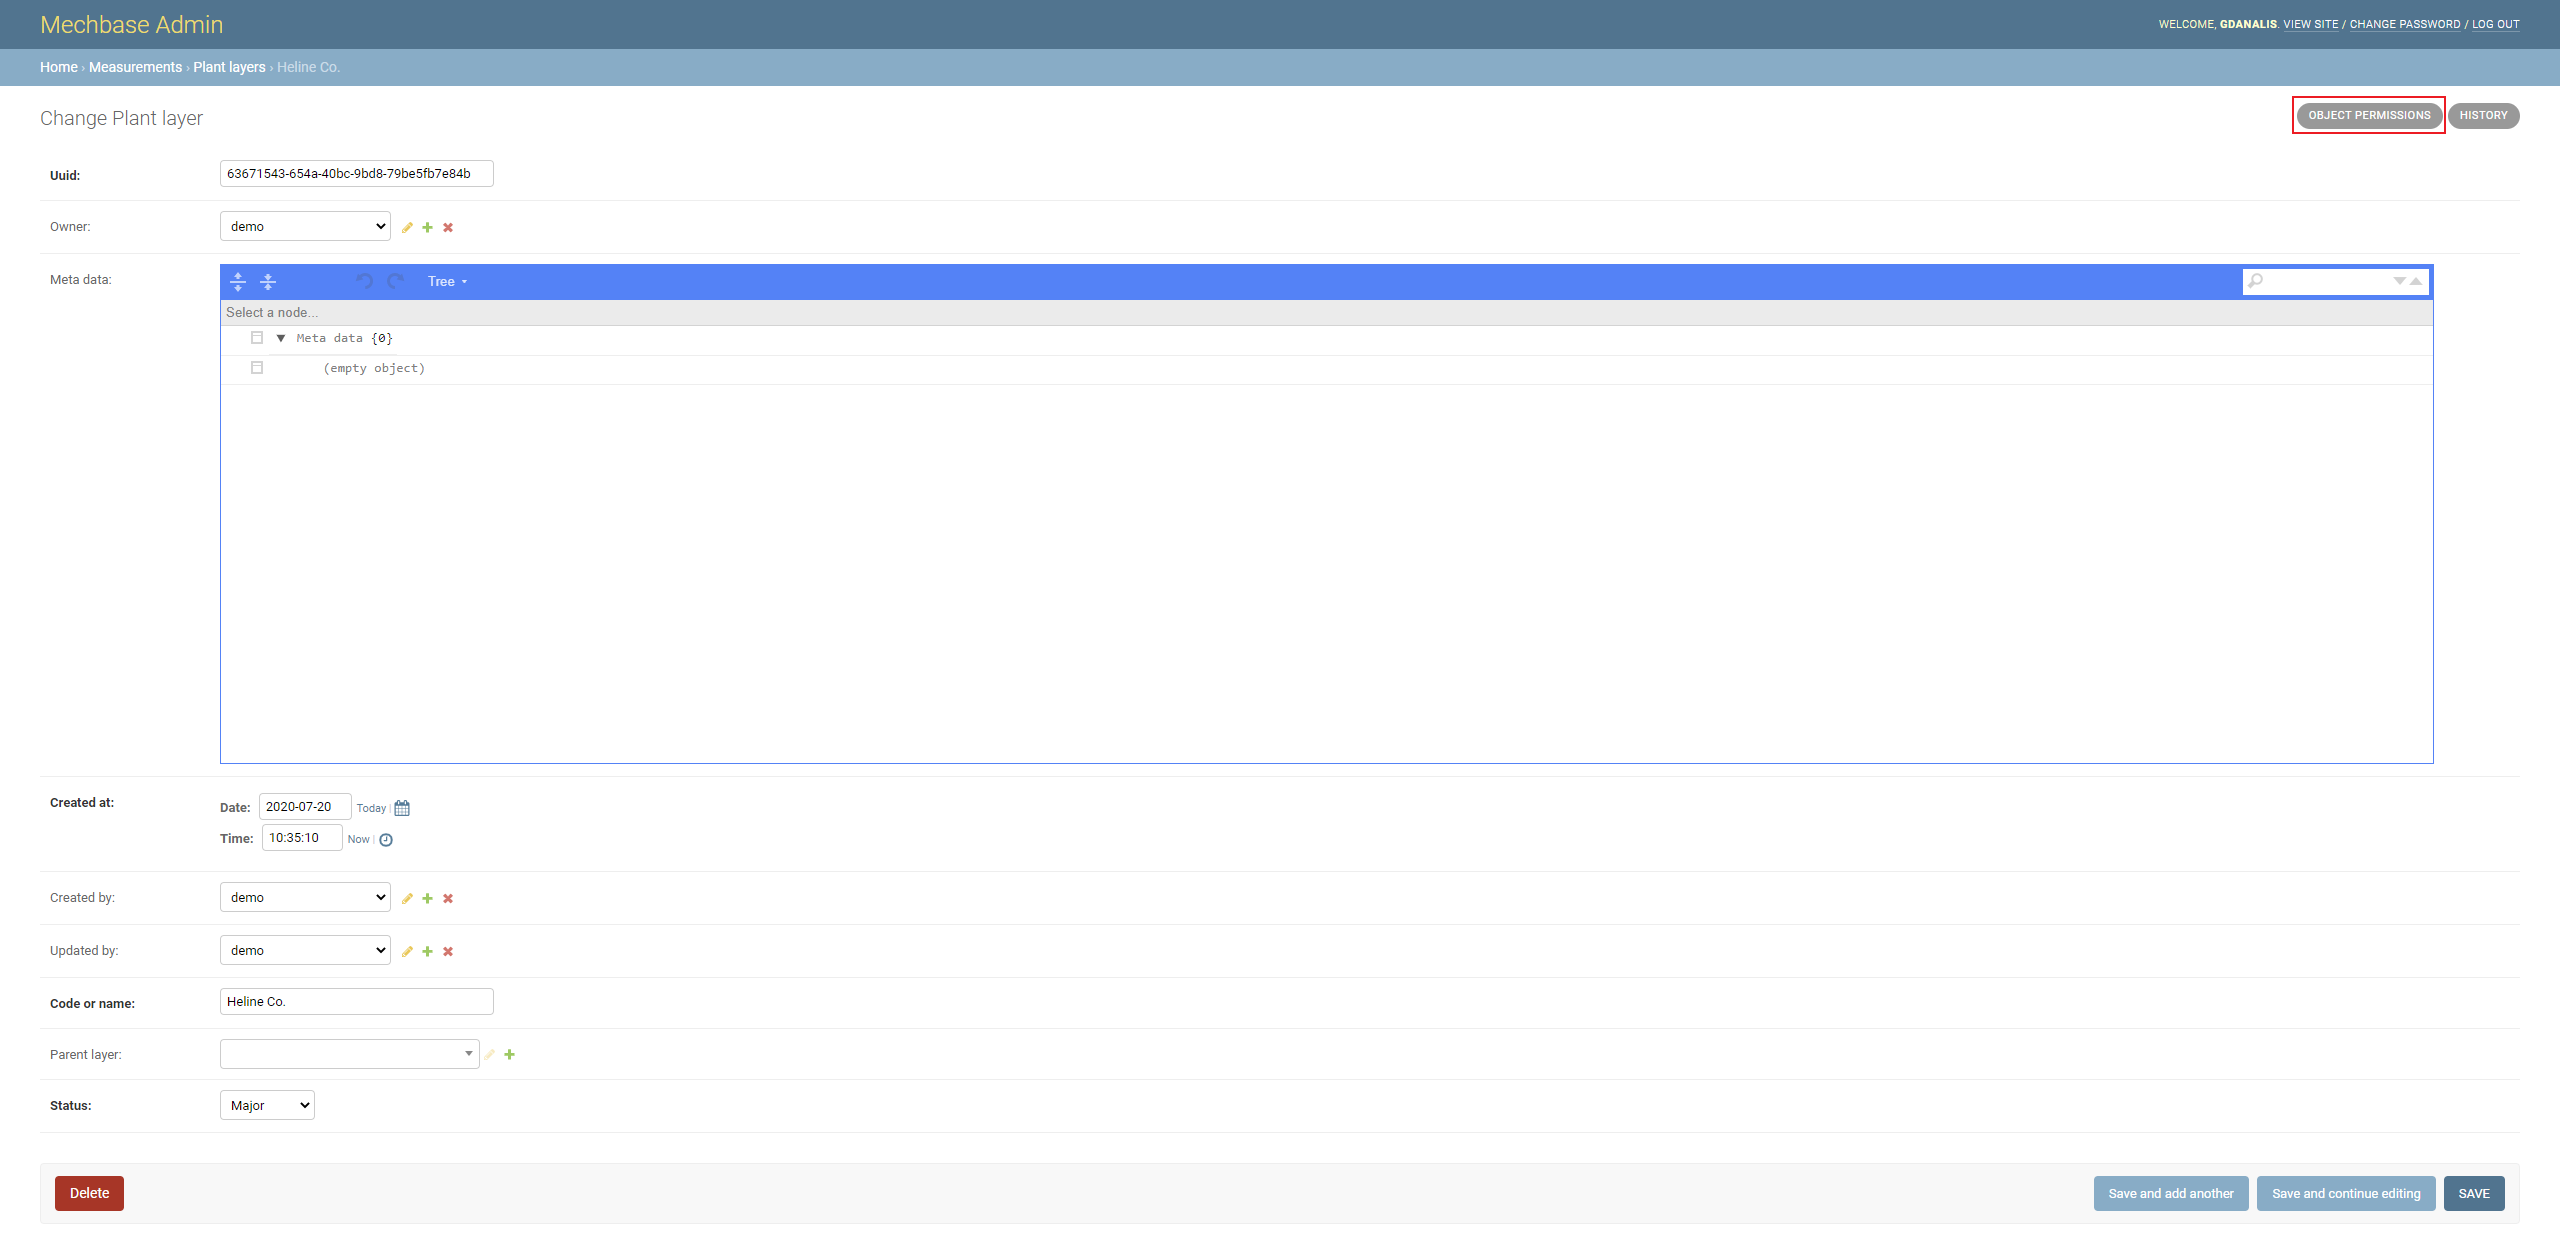 Mechbase Admin
WELCOME, GDANALIS. VIEW SITE / CHANGE PASSWORD / LOG OUT
Home › Measurements › Plant layers › Heline Co.
Change Plant layer
OBJECT PERMISSIONS
HISTORY
Uuid:
63671543-654a-40bc-9bd8-79be5fb7e84b
Owner:
demo
Meta data:
Tree
Select a node...
Meta data {0}
(empty object)
Created at:
Date: 2020-07-20 Today |
Time: 10:35:10 Now |
Created by:
demo
Updated by:
demo
Code or name:
Heline Co.
Parent layer:
Status:
Major
Delete
Save and add another
Save and continue editing
SAVE